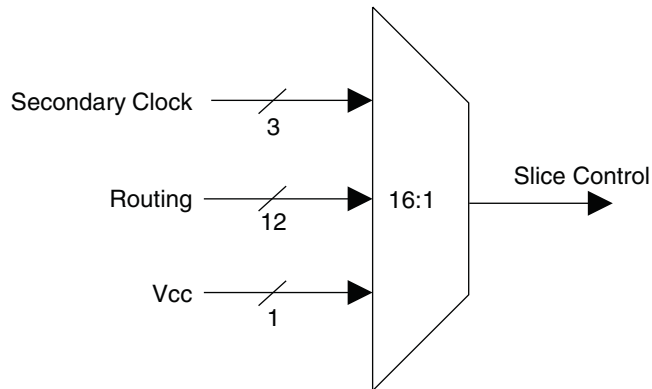 Secondary Clock
3
Routing
12
Vcc
1
16:1
Slice Control